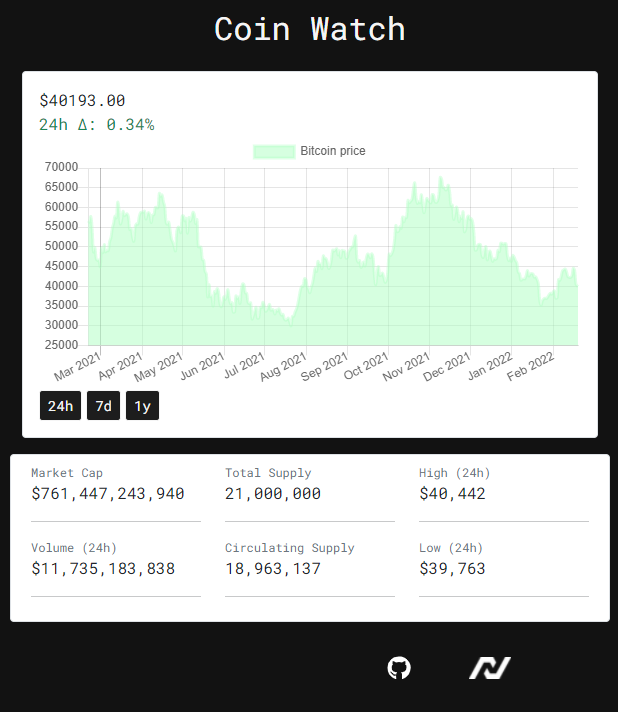 Coin Watch
$40193.00
24h Δ: 0.34%
Bitcoin price
70000
65000
60000
55000
50000
45000
40000
35000
30000
25000
Mar 2021 Apr 2021 May 2021 Jun 2021 Jul 2021 Aug 2021 Sep 2021 Oct 2021 Nov 2021 Dec 2021 Jan 2022 Feb 2022
24h 7d 1y
Market Cap Total Supply High (24h)
$761,447,243,940 21,000,000 $40,442
Volume (24h) Circulating Supply Low (24h)
$11,735,183,838 18,963,137 $39,763